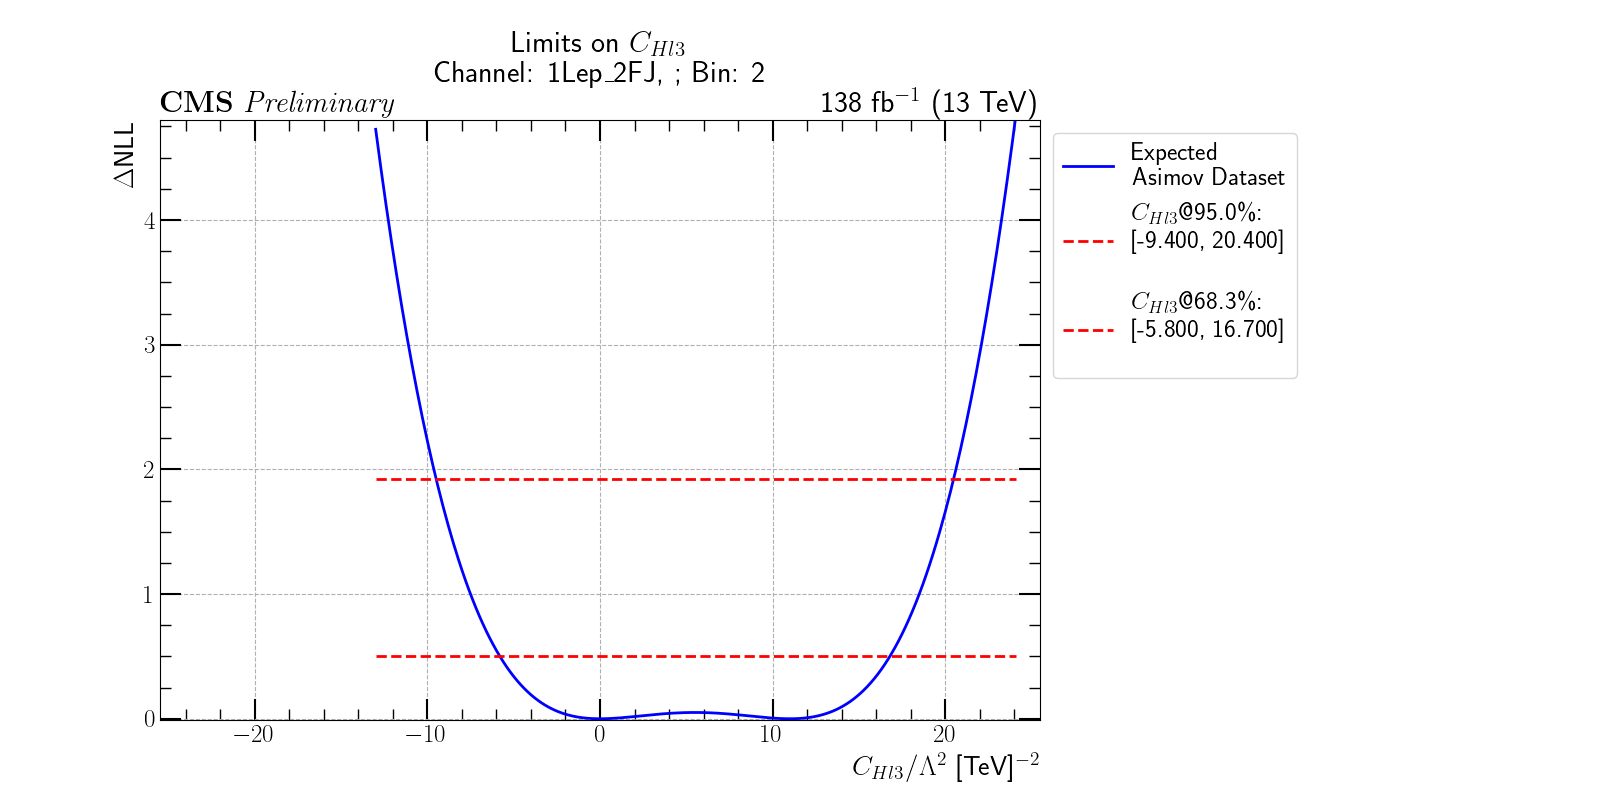 Limits on C_{Hl3}
Channel: 1Lep_2FJ, ; Bin: 2
CMS Preliminary 138 fb^{-1} (13 TeV)
ΔNLL
4
3
2
1
0
−20 −10 0 10 20
C_{Hl3}/Λ^2 [TeV]^{-2}
Expected
Asimov Dataset
C_{Hl3}@95.0%:
[-9.400, 20.400]
C_{Hl3}@68.3%:
[-5.800, 16.700]